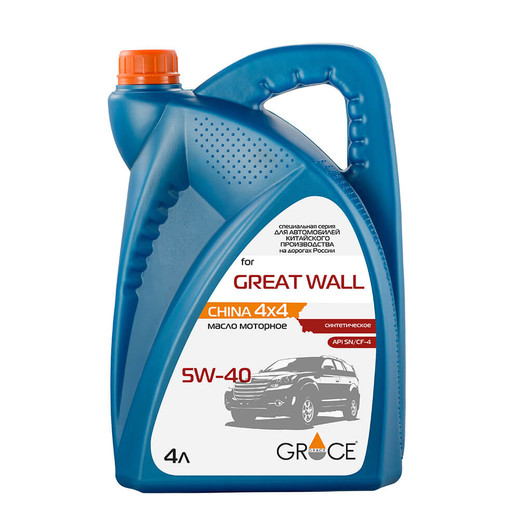 специальная серия
ДЛЯ АВТОМОБИЛЕЙ
КИТАЙСКОГО
ПРОИЗВОДСТВА
на дорогах России
for
GREAT WALL
CHINA 4x4
масло моторное
синтетическое
API SN/CF-4
5W-40
4л
GRACE